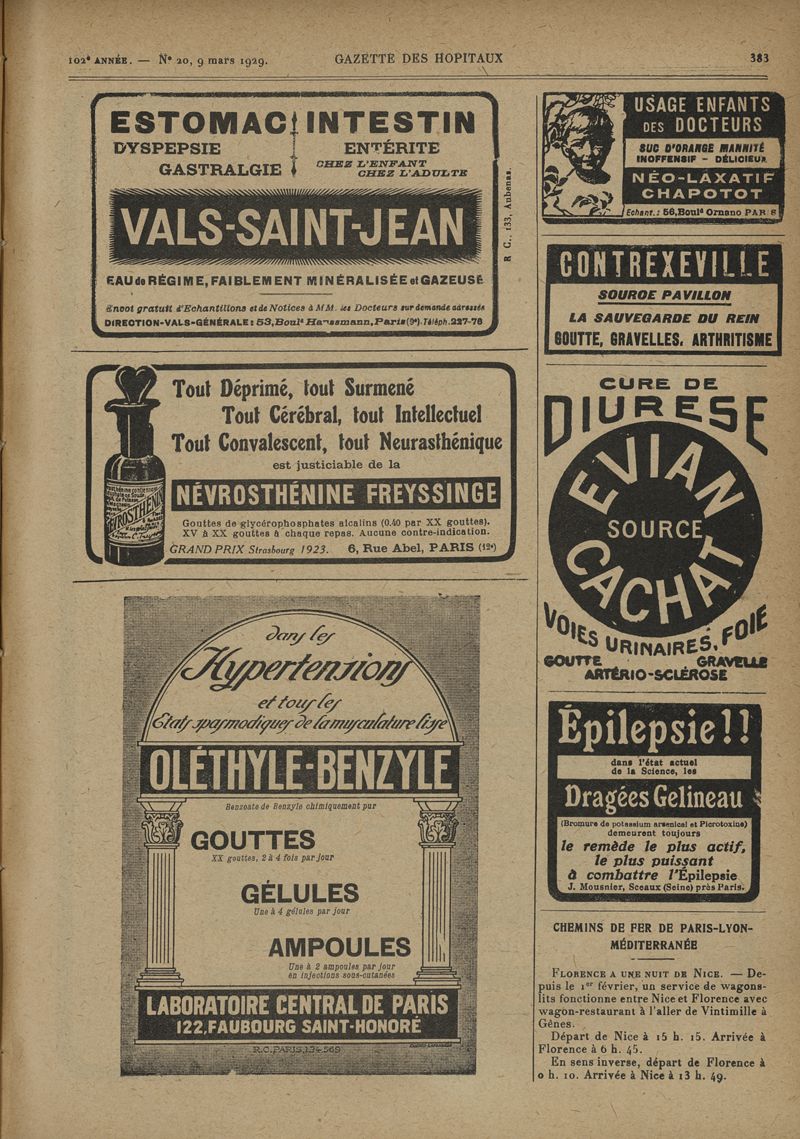 102e ANNÉE. — No 20, 9 mars 1929.
GAZETTE DES HOPITAUX
383
ESTOMAC INTESTIN
DYSPEPSIE ENTÉRITE
GASTRALGIE CHEZ L'ENFANT
CHEZ L'ADULTE
VALS-SAINT-JEAN
EAU de RÉGIME, FAIBLEMENT MINÉRALISÉE et GAZEUSE
Envoi gratuit d'Echantillons et de Notices à MM. les Docteurs sur demande adressée
DIRECTION-VALS-GÉNÉRALE: 53, Bould Haussmann, Paris (9e). Téléph. 227-76
R C., 133, Aubenas.
Tout Déprimé, tout Surmené
Tout Cérébral, tout Intellectuel
Tout Convalescent, tout Neurasthénique
est justiciable de la
NÉVROSTHÉNINE FREYSSINGE
Gouttes de glycérophosphates alcalins (0.40 par XX gouttes).
XV à XX gouttes à chaque repas. Aucune contre-indication.
GRAND PRIX Strasbourg 1923. 6, Rue Abel, PARIS (12e)
dans les
Hypertensions
et tous les
États spasmodiques de la musculature lisse
OLÉTHYLE-BENZYLE
Benzoate de Benzyle chimiquement pur
GOUTTES
XX gouttes, 2 à 4 fois par jour
GÉLULES
Une à 4 gélules par jour
AMPOULES
Une à 2 ampoules par jour
en injections sous-cutanées
LABORATOIRE CENTRAL DE PARIS
122, FAUBOURG SAINT-HONORÉ
R.C. PARIS, 134.569
USAGE ENFANTS
DES DOCTEURS
SUC D'ORANGE MANNITÉ
INOFFENSIF - DÉLICIEUX
NÉO-LAXATIF
CHAPOTOT
Echant.: 56, Bould Ornano PARIS
CONTREXEVILLE
SOURCE PAVILLON
LA SAUVEGARDE DU REIN
GOUTTE, GRAVELLES, ARTHRITISME
CURE DE
DIURESE
EVIAN
SOURCE
CACHAT
VOIES URINAIRES, FOIE
GOUTTE GRAVELLE
ARTÉRIO-SCLÉROSE
Épilepsie!!
dans l'état actuel
de la Science, les
Dragées Gelineau
(Bromure de potassium arsenical et Picrotoxine)
demeurent toujours
le remède le plus actif,
le plus puissant
à combattre l'Épilepsie
J. Mousnier, Sceaux (Seine) près Paris.
CHEMINS DE FER DE PARIS-LYON-
MÉDITERRANÉE
FLORENCE A UNE NUIT DE NICE. — De-
puis le 1er février, un service de wagons-
lits fonctionne entre Nice et Florence avec
wagon-restaurant à l'aller de Vintimille à
Gênes.
Départ de Nice à 15 h. 15. Arrivée à
Florence à 6 h. 45.
En sens inverse, départ de Florence à
0 h. 10. Arrivée à Nice à 13 h. 49.